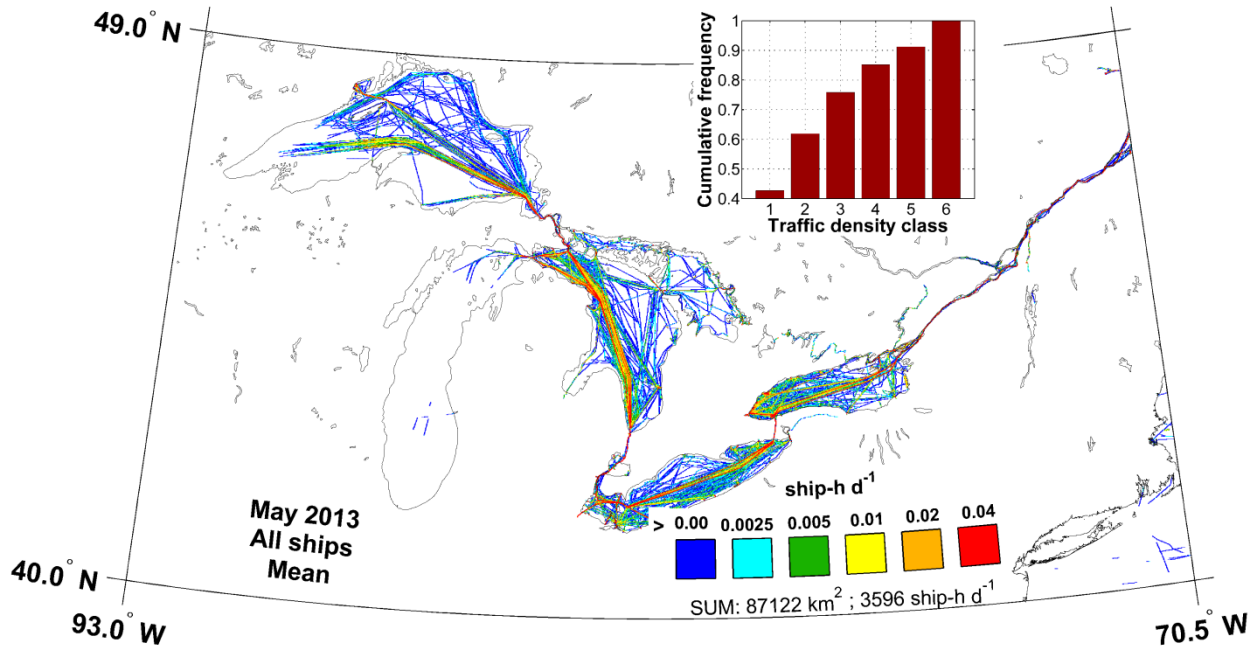 49.0° N
Cumulative frequency
1
0.9
0.8
0.7
0.6
0.5
0.4
1 2 3 4 5 6
Traffic density class
May 2013
All ships
Mean
ship-h d⁻¹
> 0.00 0.0025 0.005 0.01 0.02 0.04
SUM: 87122 km² ; 3596 ship-h d⁻¹
40.0° N
93.0° W
70.5° W